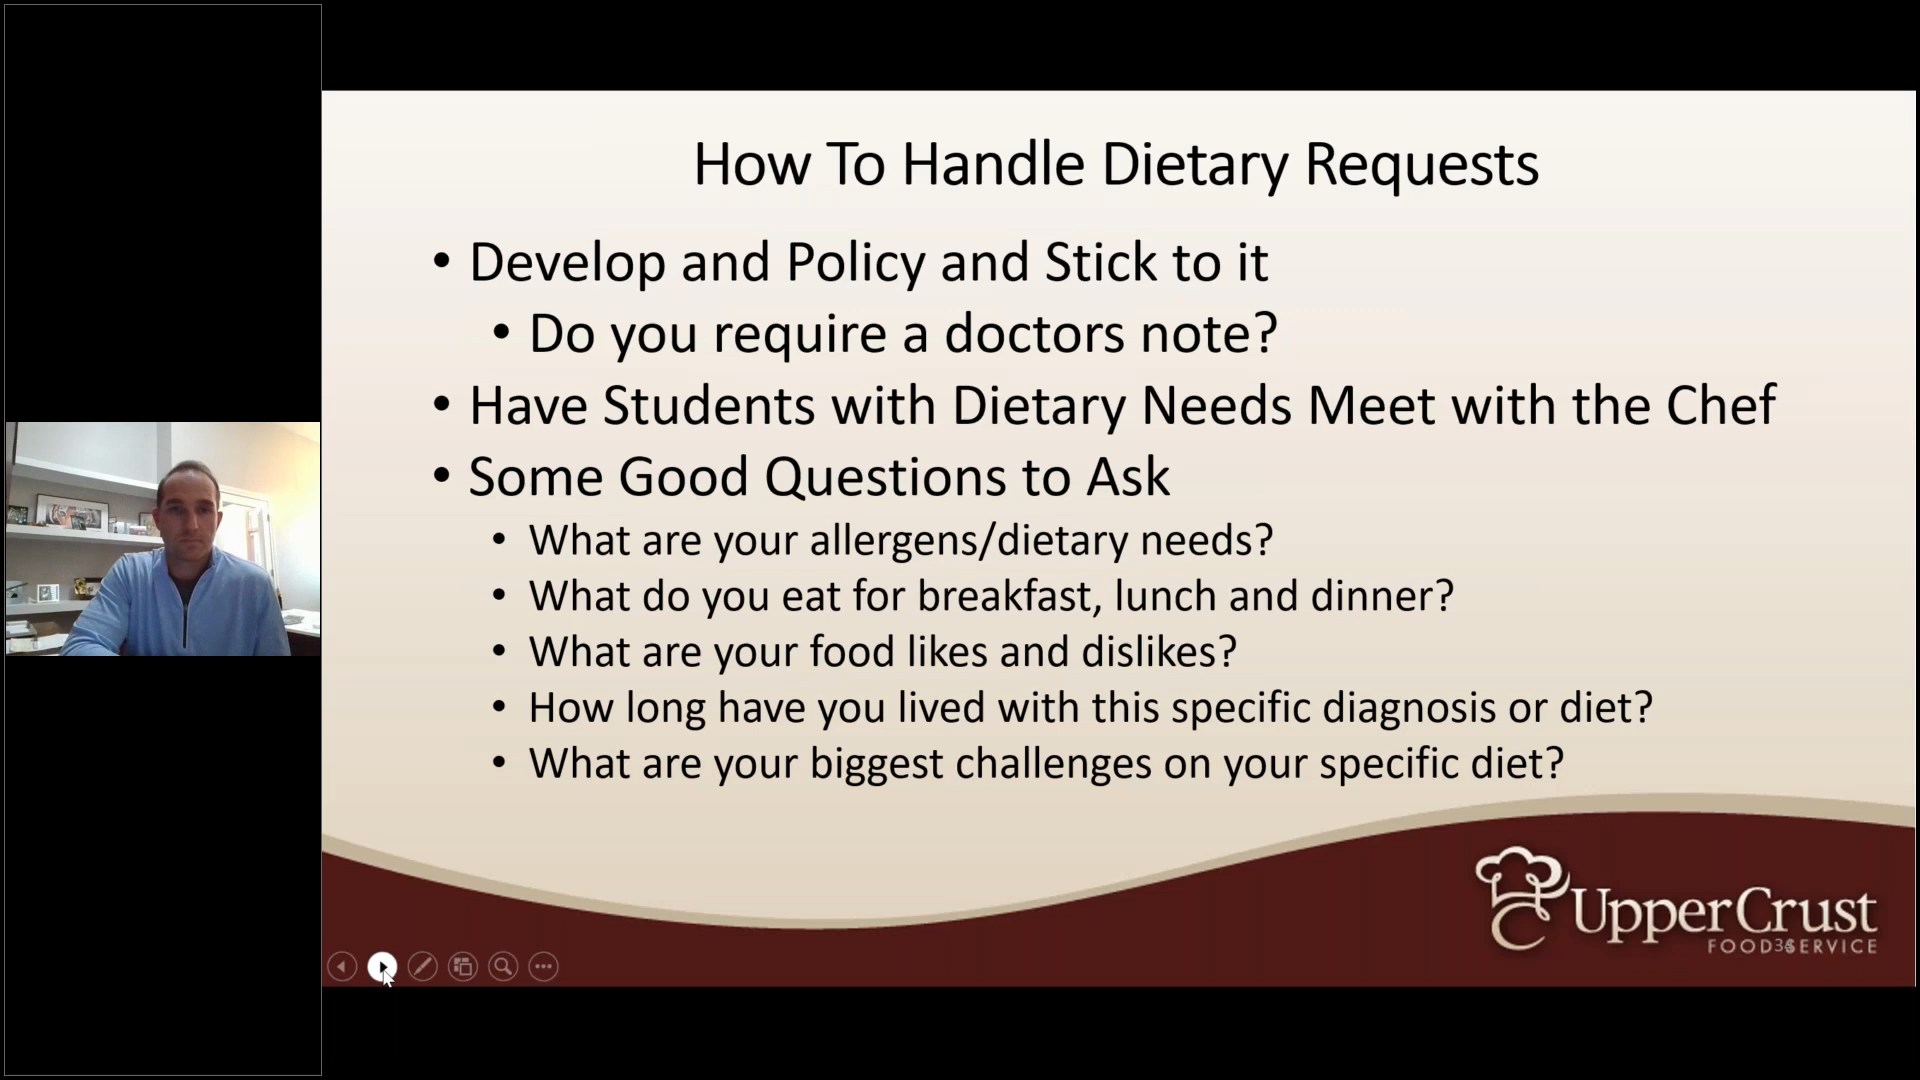 How To Handle Dietary Requests
• Develop and Policy and Stick to it
• Do you require a doctors note?
• Have Students with Dietary Needs Meet with the Chef
• Some Good Questions to Ask
• What are your allergens/dietary needs?
• What do you eat for breakfast, lunch and dinner?
• What are your food likes and dislikes?
• How long have you lived with this specific diagnosis or diet?
• What are your biggest challenges on your specific diet?
Upper Crust
FOOD SERVICE